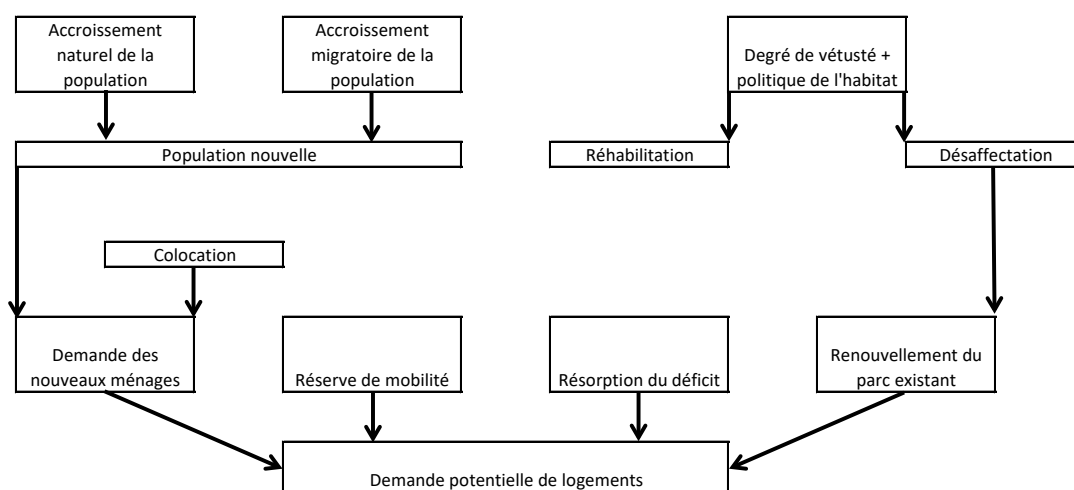 Accroissement
naturel de la
population
Accroissement
migratoire de la
population
Degré de vétusté +
politique de l'habitat
Population nouvelle
Réhabilitation
Désaffectation
Colocation
Demande des
nouveaux ménages
Réserve de mobilité
Résorption du déficit
Renouvellement du
parc existant
Demande potentielle de logements